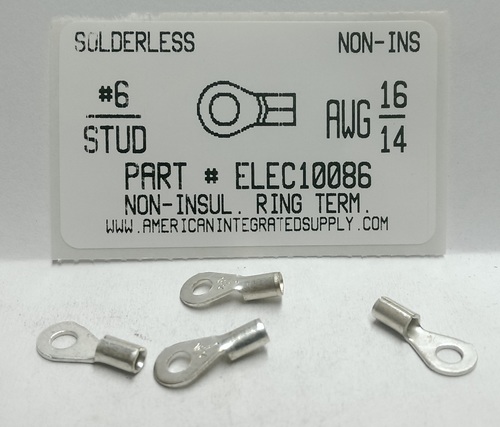 SOLDERLESS NON-INS
#6 STUD AWG 16 14
PART # ELEC10086
NON-INSUL. RING TERM.
WWW.AMERICANINTEGRATEDSUPPLY.COM